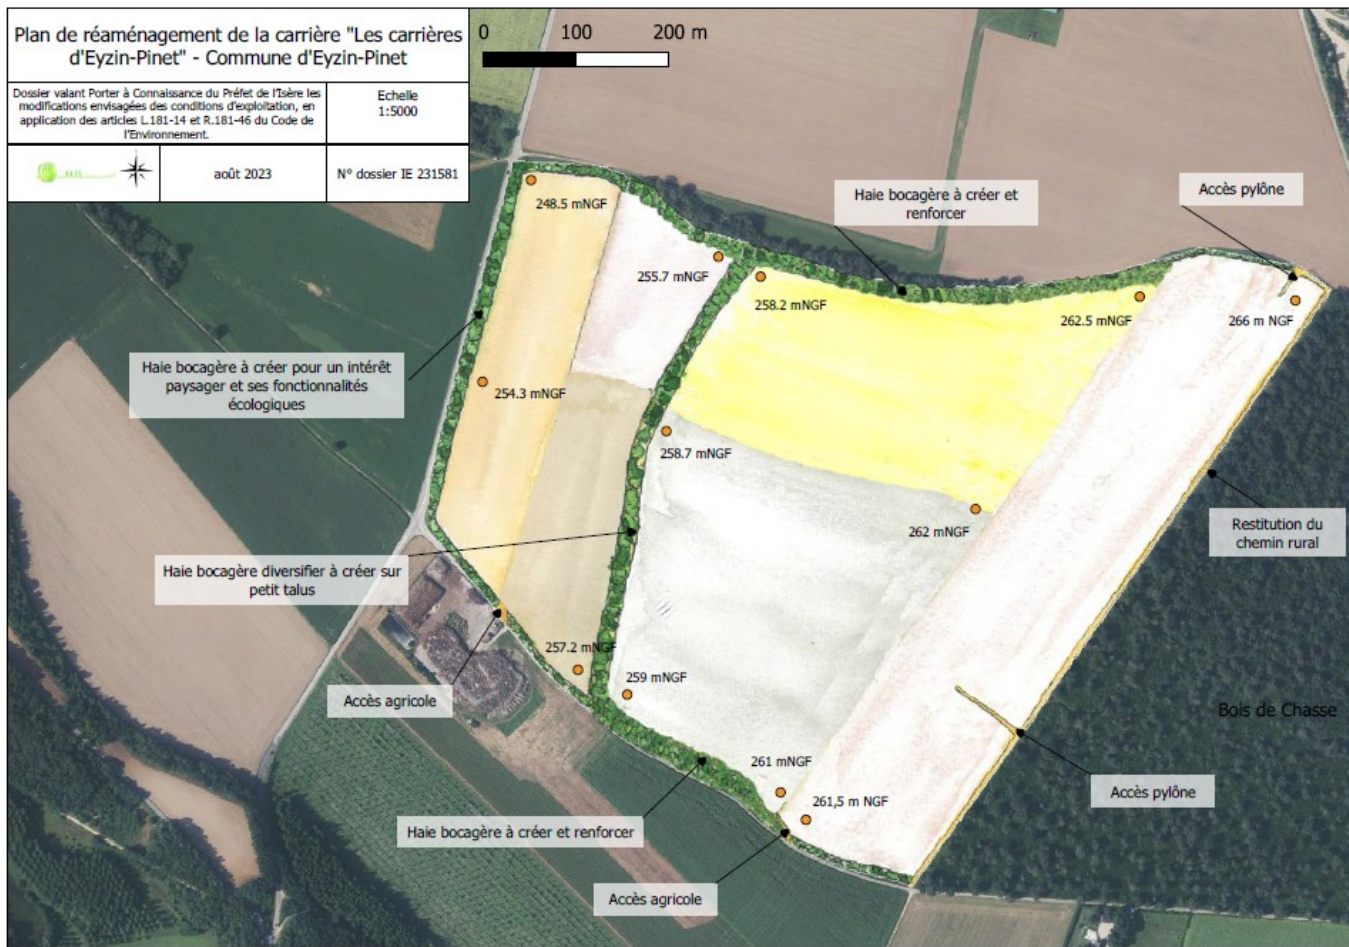 Plan de réaménagement de la carrière "Les carrières
d'Eyzin-Pinet" - Commune d'Eyzin-Pinet
Dossier valant Porter à Connaissance du Préfet de l'Isère les
modifications envisagées des conditions d'exploitation, en
application des articles L.181-14 et R.181-46 du Code de
l'Environnement.
Echelle
1:5000
août 2023
N° dossier IE 231581
0 100 200 m
Haie bocagère à créer et
renforcer
Accès pylône
248.5 mNGF
255.7 mNGF
258.2 mNGF
262.5 mNGF
266 m NGF
Haie bocagère à créer pour un intérêt
paysager et ses fonctionnalités
écologiques
254.3 mNGF
258.7 mNGF
262 mNGF
Restitution du
chemin rural
Haie bocagère diversifier à créer sur
petit talus
257.2 mNGF
259 mNGF
Accès agricole
Bois de Chasse
261 mNGF
261,5 m NGF
Accès pylône
Haie bocagère à créer et renforcer
Accès agricole